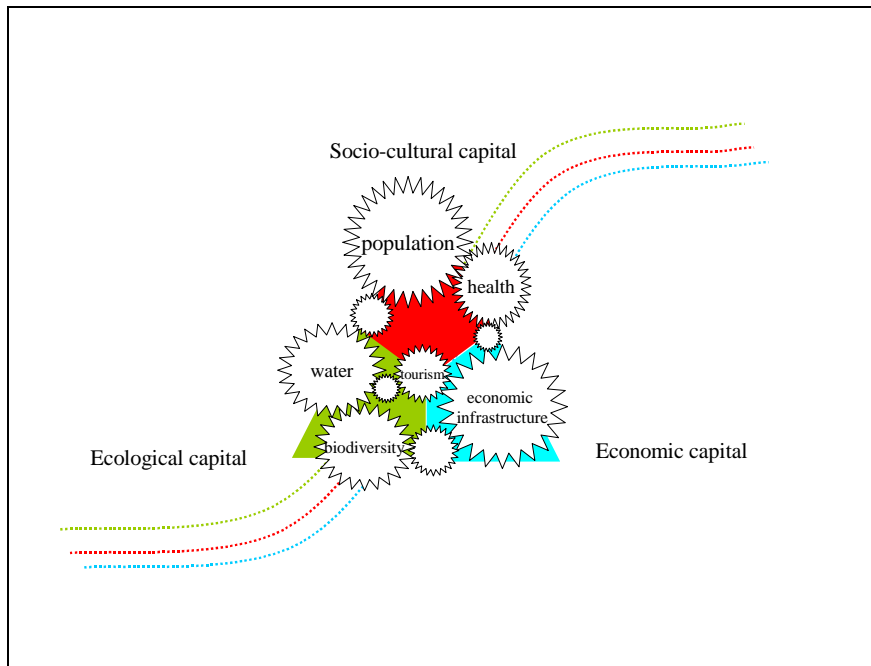 Socio-cultural capital
population
health
water
tourism
economic
infrastructure
biodiversity
Ecological capital
Economic capital